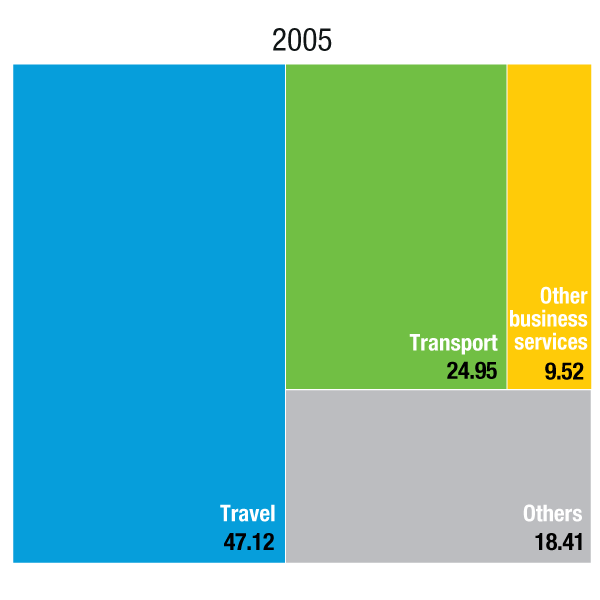 2005
Other
business
services
9.52
Transport
24.95
Travel
47.12
Others
18.41